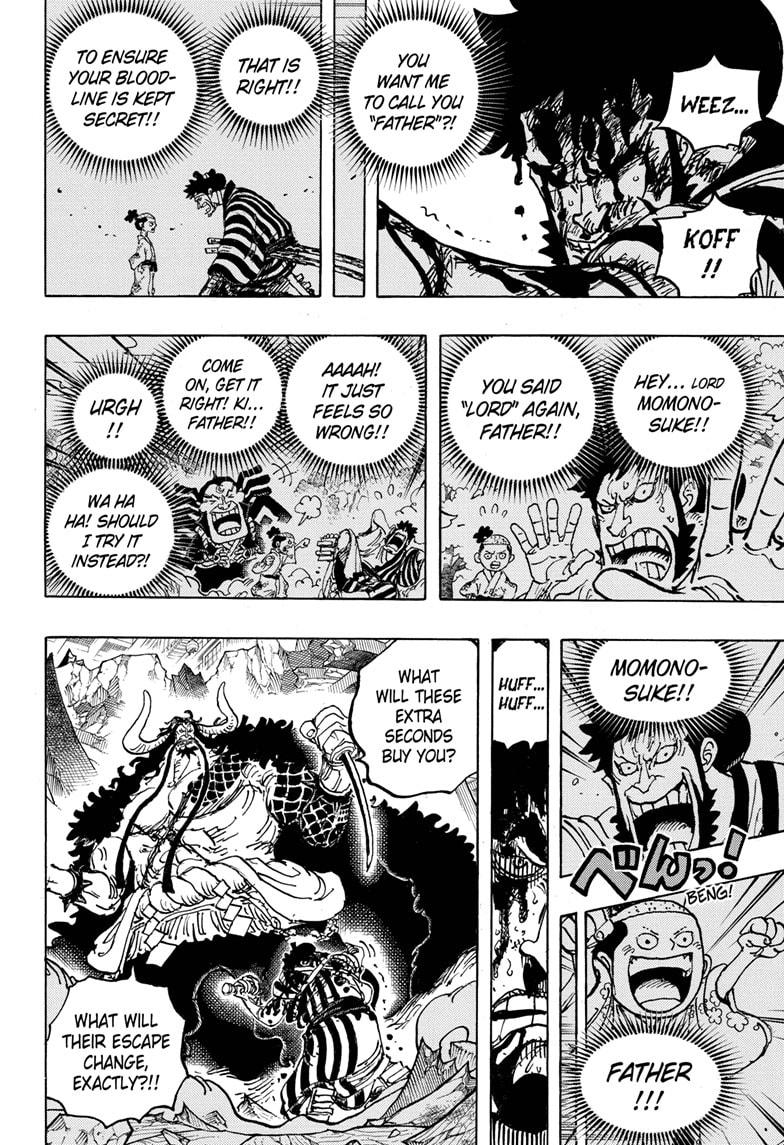 WEEZ...
KOFF
!!
YOU
WANT ME
TO CALL YOU
"FATHER"?!
THAT IS
RIGHT!!
TO ENSURE
YOUR BLOOD-
LINE IS KEPT
SECRET!!
HEY... LORD
MOMONO-
SUKE!!
YOU SAID
"LORD" AGAIN,
FATHER!!
AAAAH!
IT JUST
FEELS SO
WRONG!!
COME
ON, GET IT
RIGHT! KI...
FATHER!!
URGH
!!
WA HA
HA! SHOULD
I TRY IT
INSTEAD?!
MOMONO-
SUKE!!
べんっ!
BENG!
FATHER
!!!
HUFF...
HUFF...
WHAT
WILL THESE
EXTRA
SECONDS
BUY YOU?
WHAT WILL
THEIR ESCAPE
CHANGE,
EXACTLY?!!